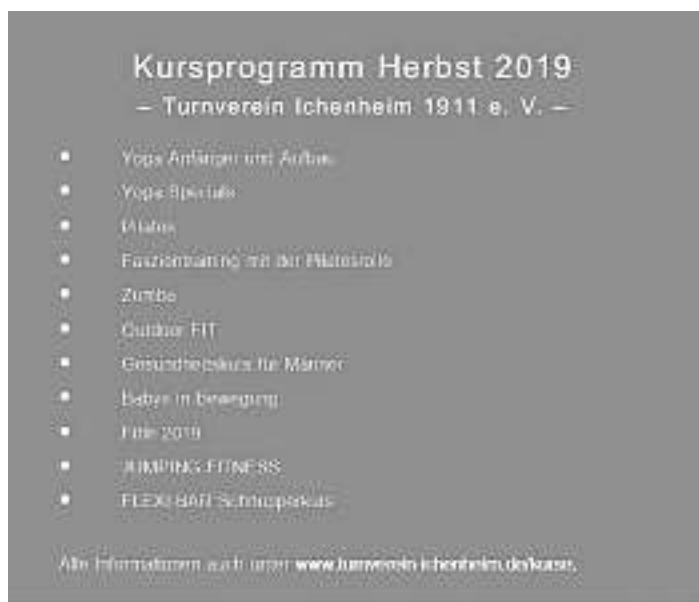 Kursprogramm Herbst 2019
– Turnverein Ichenheim 1911 e. V. –
• Yoga Anfänger und Aufbau
• Yoga Specials
• Pilates
• Faszientraining mit der Pilatesrolle
• Zumba
• Outdoor FIT
• Gesundheitskurs für Männer
• Babys in Bewegung
• 2019
• JUMPING FITNESS
• FLEXI-BAR Schnupperkurs
Alle Informationen auch unter www.turnverein-ichenheim.de/kurse.